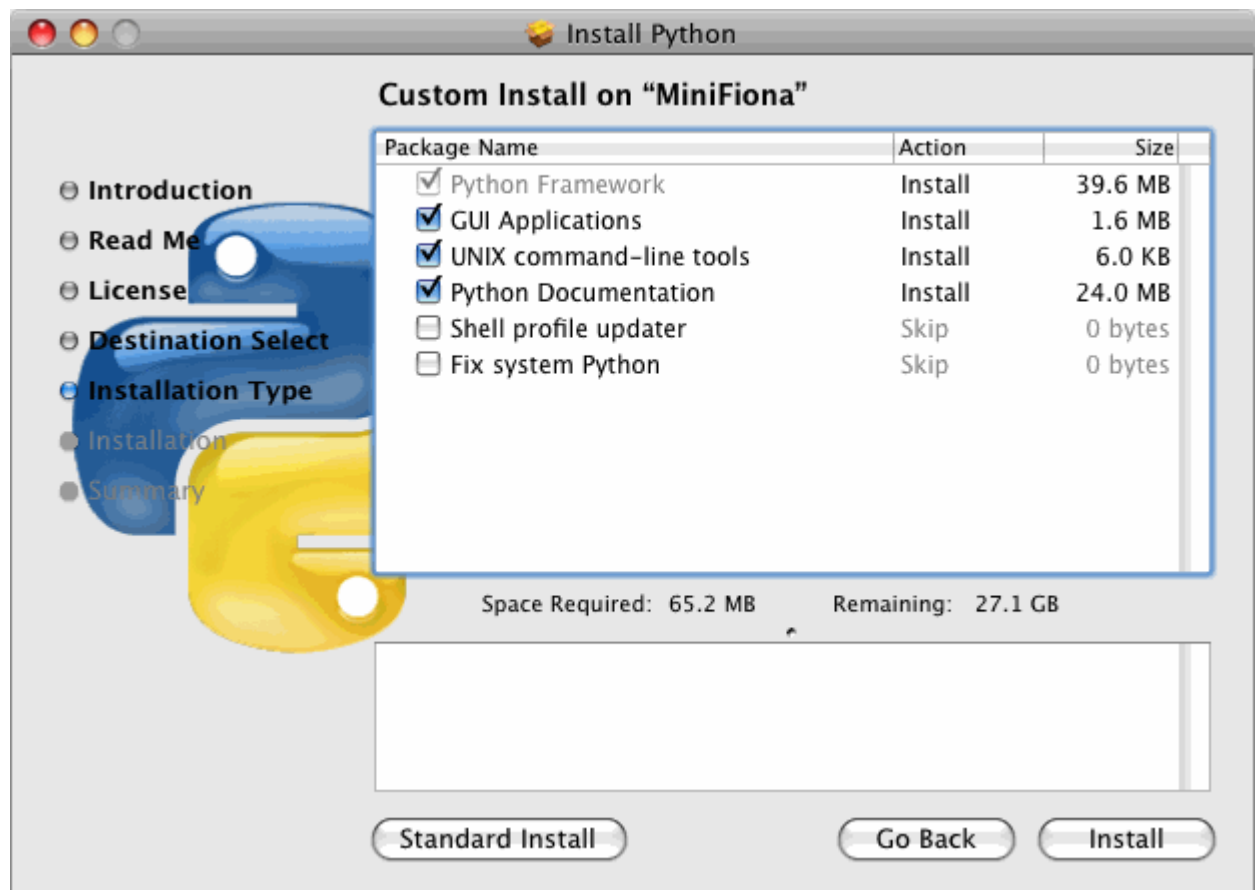 Install Python
Custom Install on “MiniFiona”
Introduction
Read Me
License
Destination Select
Installation Type
Installation
Summary
Package Name Action Size
Python Framework Install 39.6 MB
GUI Applications Install 1.6 MB
UNIX command-line tools Install 6.0 KB
Python Documentation Install 24.0 MB
Shell profile updater Skip 0 bytes
Fix system Python Skip 0 bytes
Space Required: 65.2 MB Remaining: 27.1 GB
Standard Install Go Back Install